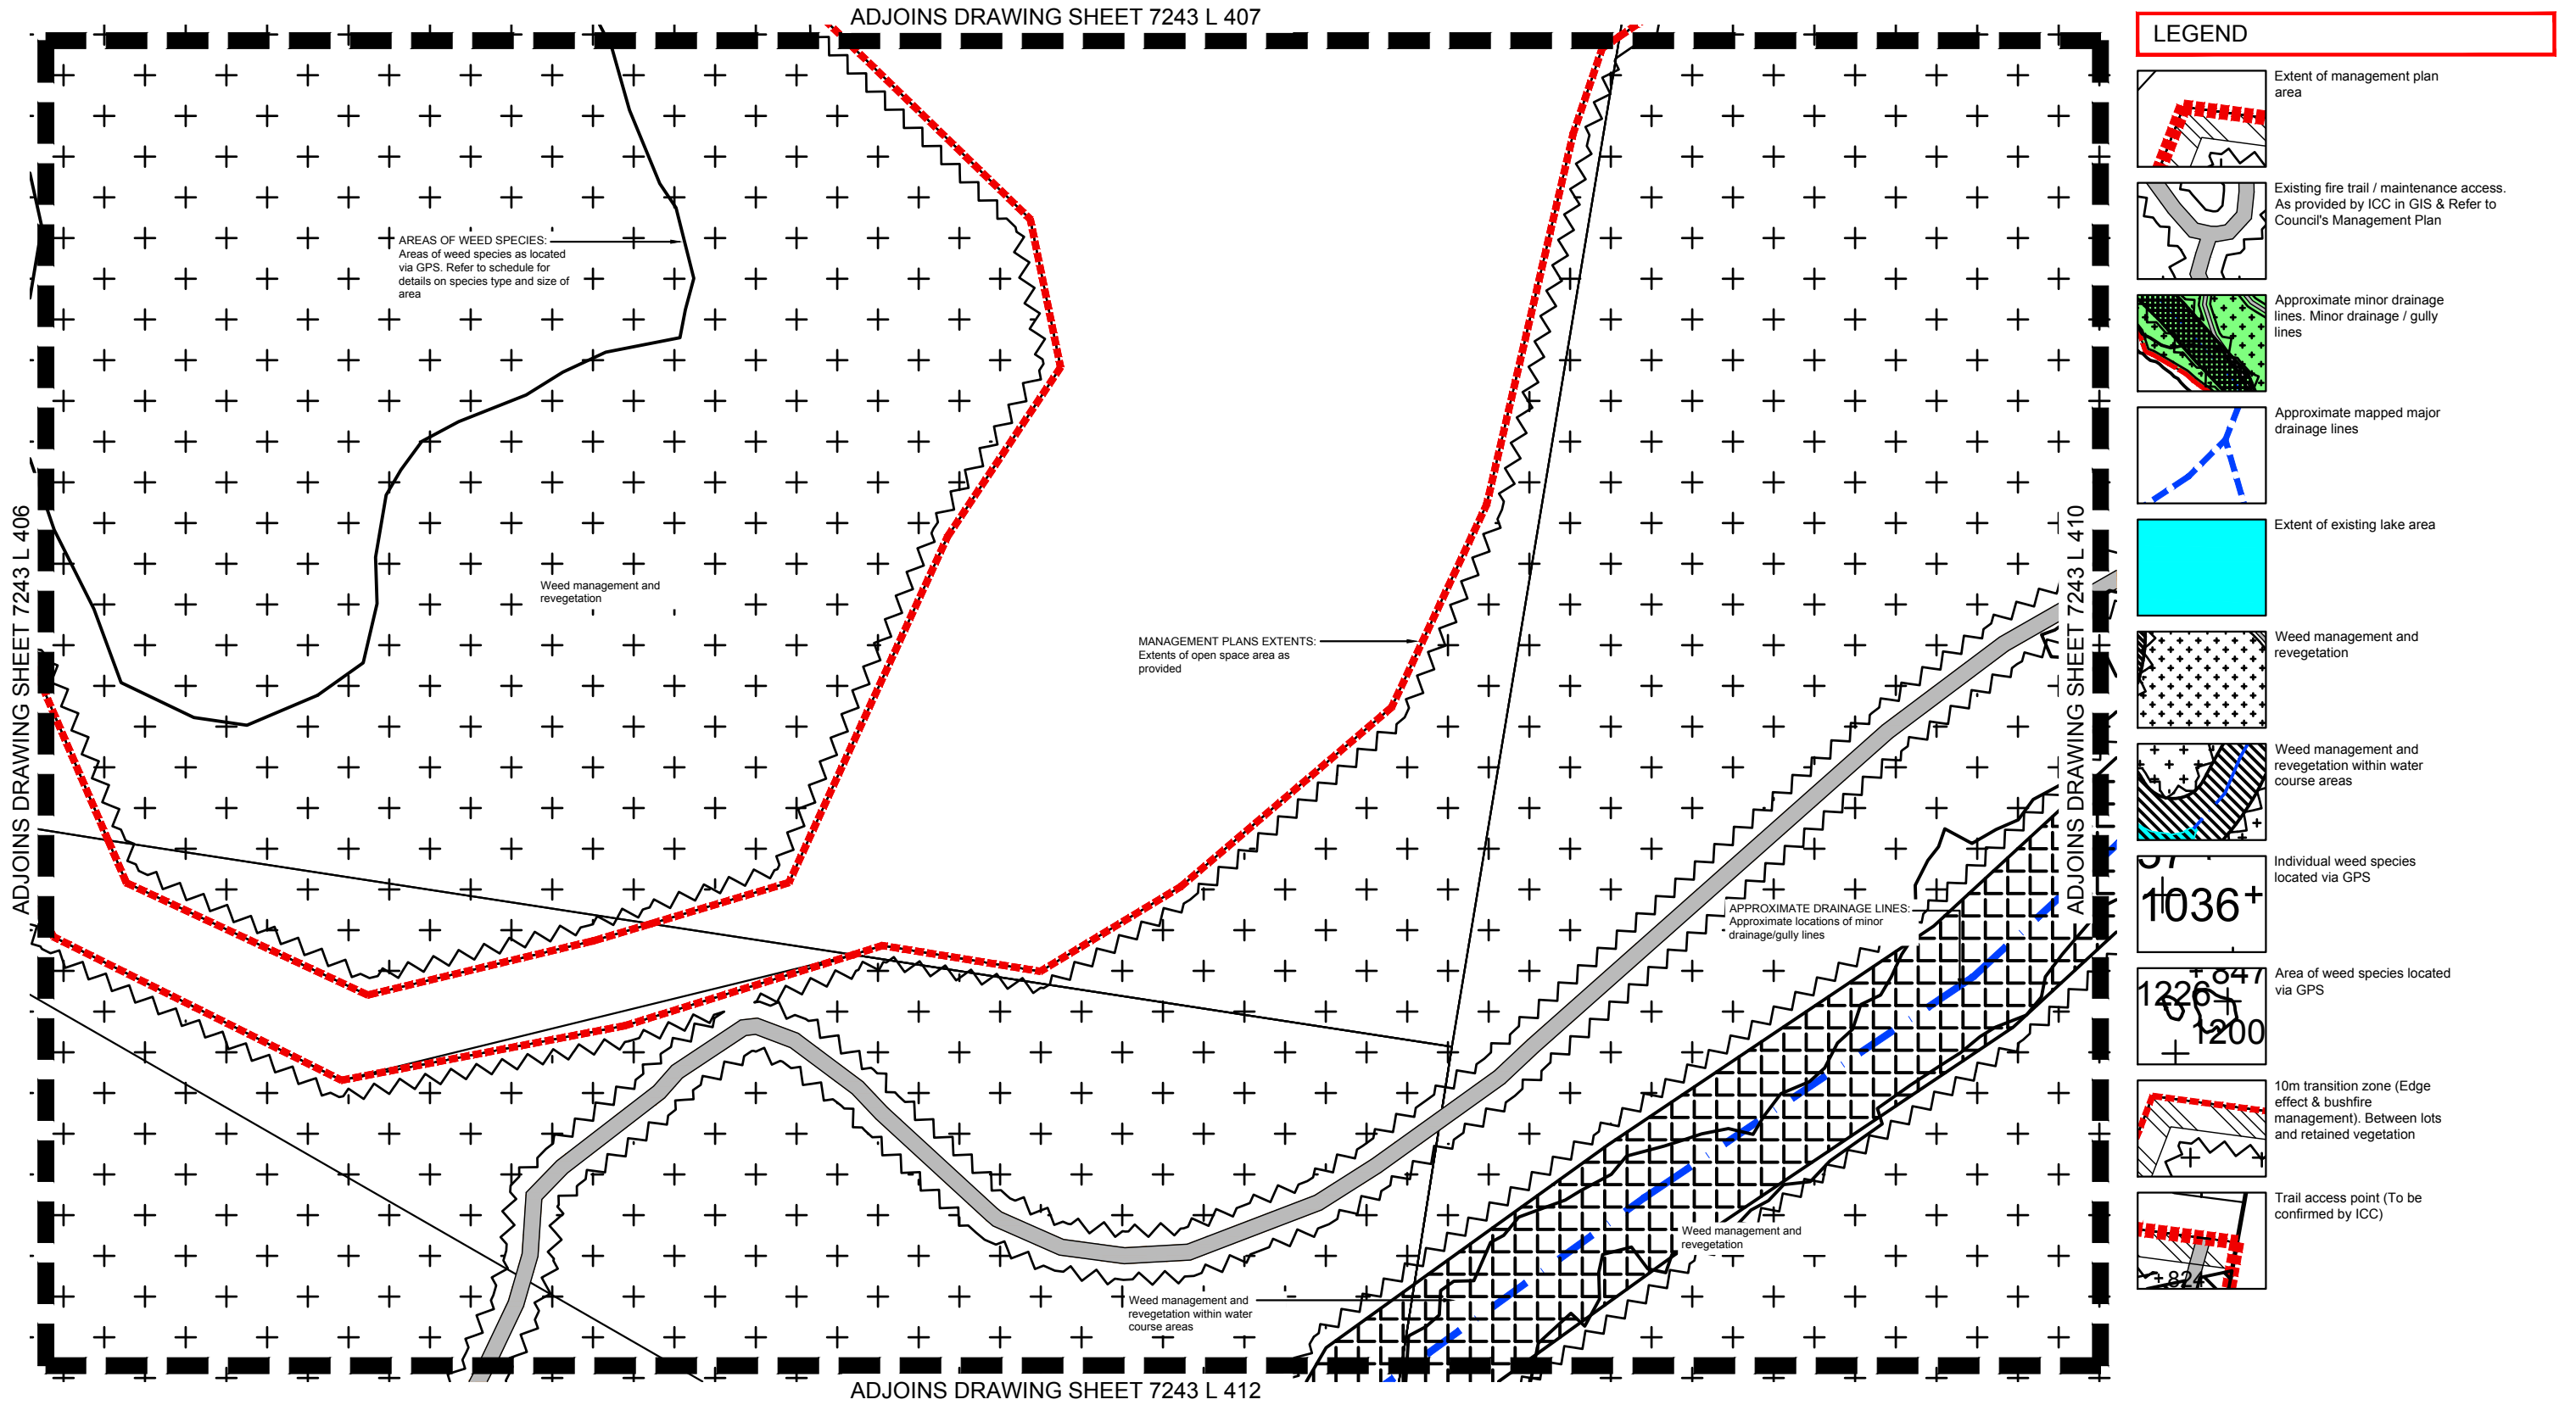 ADJOINS DRAWING SHEET 7243 L 407
ADJOINS DRAWING SHEET 7243 L 406
AREAS OF WEED SPECIES:
Areas of weed species as located
via GPS. Refer to schedule for
details on species type and size of
area
Weed management and
revegetation
MANAGEMENT PLANS EXTENTS:
Extents of open space area as
provided
APPROXIMATE DRAINAGE LINES:
Approximate locations of minor
drainage/gully lines
Weed management and
revegetation
Weed management and
revegetation within water
course areas
ADJOINS DRAWING SHEET 7243 L 410
ADJOINS DRAWING SHEET 7243 L 412
LEGEND
Extent of management plan
area
Existing fire trail / maintenance access.
As provided by ICC in GIS & Refer to
Council's Management Plan
Approximate minor drainage
lines. Minor drainage / gully
lines
Approximate mapped major
drainage lines
Extent of existing lake area
Weed management and
revegetation
Weed management and
revegetation within water
course areas
1036
Individual weed species
located via GPS
847
1226
1200
Area of weed species located
via GPS
10m transition zone (Edge
effect & bushfire
management). Between lots
and retained vegetation
824
Trail access point (To be
confirmed by ICC)